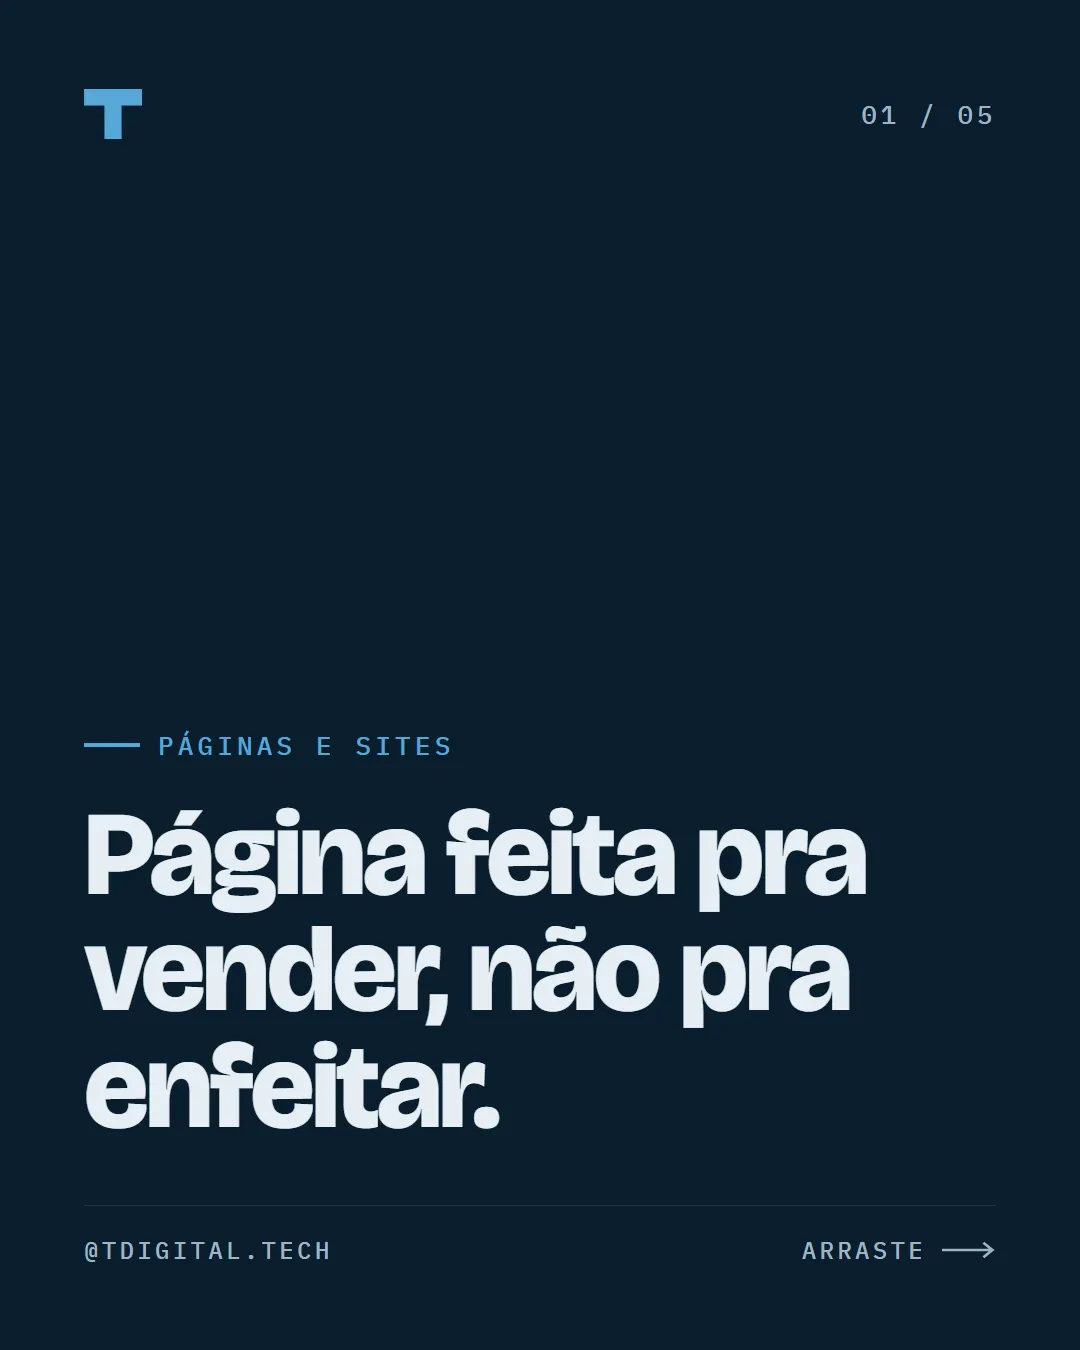 T
01 / 05
PÁGINAS E SITES
Página feita pra
vender, não pra
enfeitar.
@TDIGITAL.TECH
ARRASTE